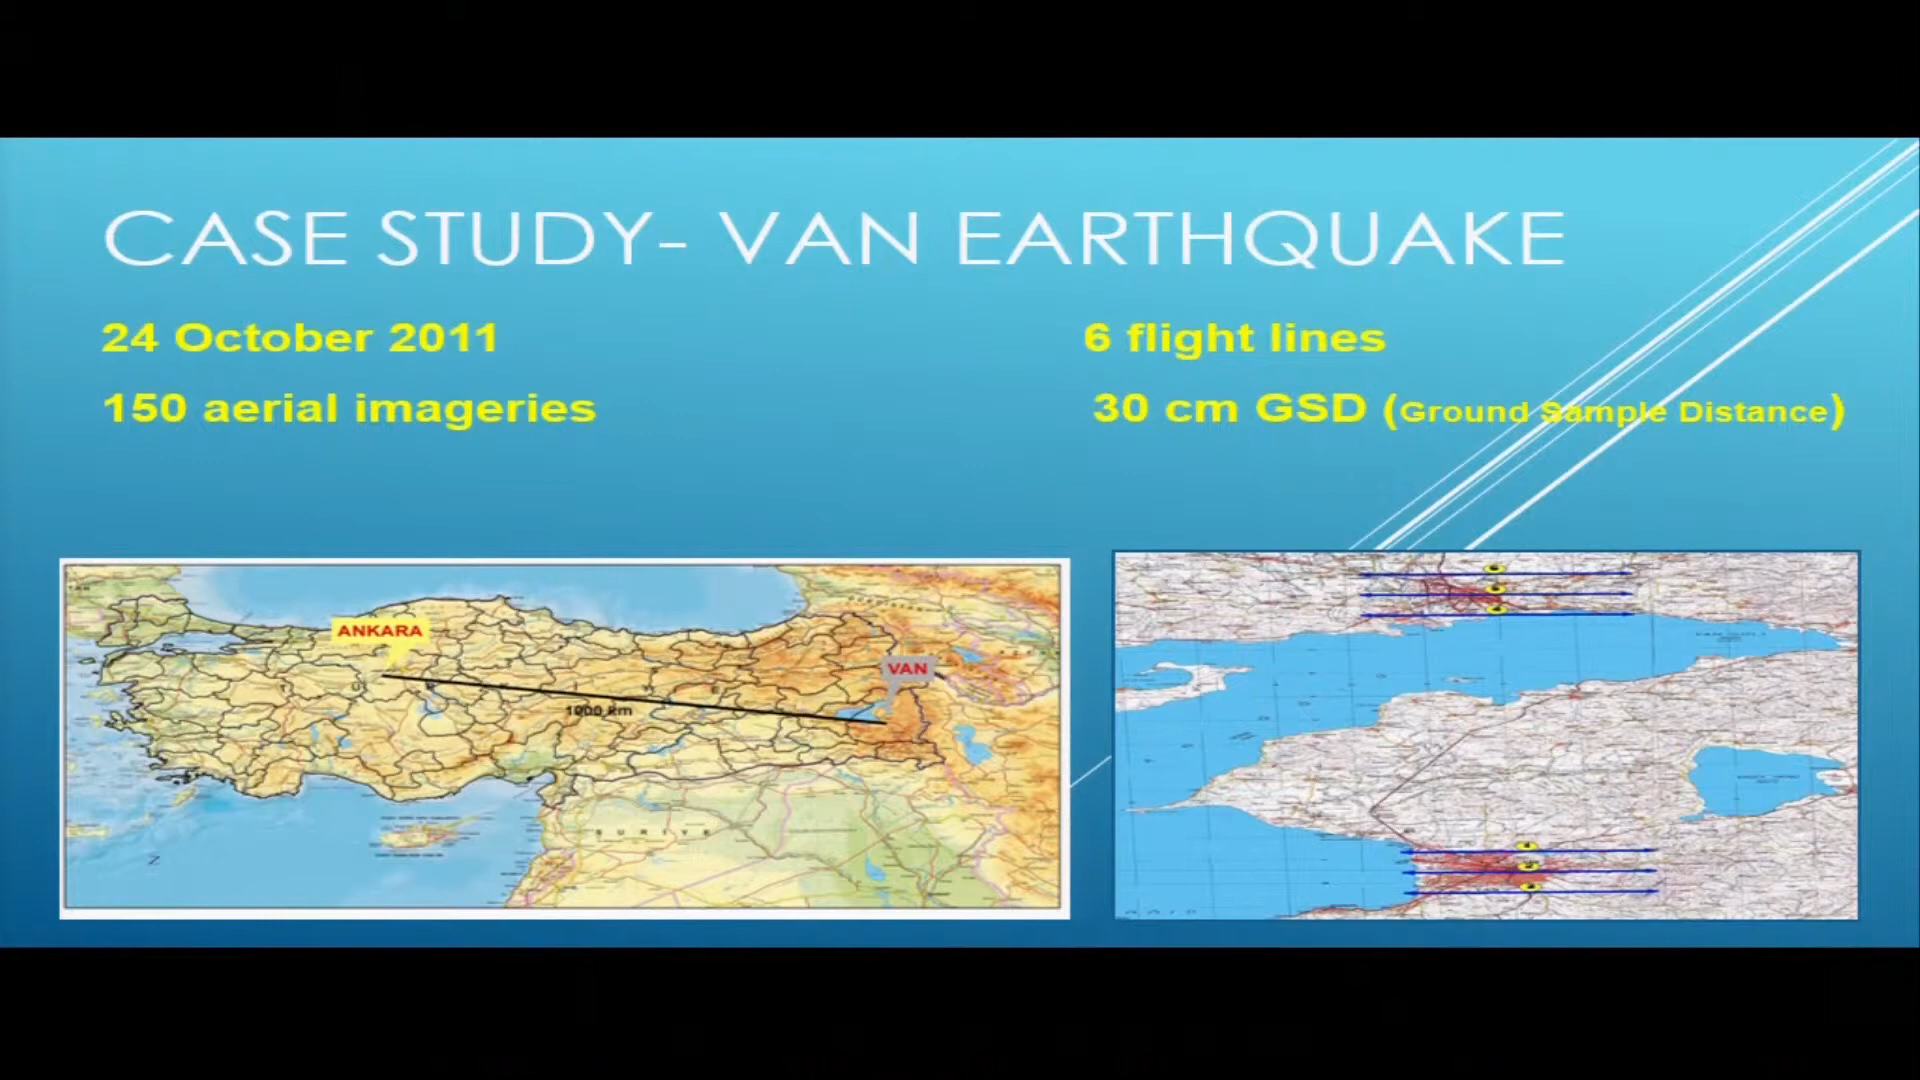 CASE STUDY- VAN EARTHQUAKE
24 October 2011
6 flight lines
150 aerial imageries
30 cm GSD (Ground Sample Distance)
ANKARA
VAN
1000 km
SURIYE